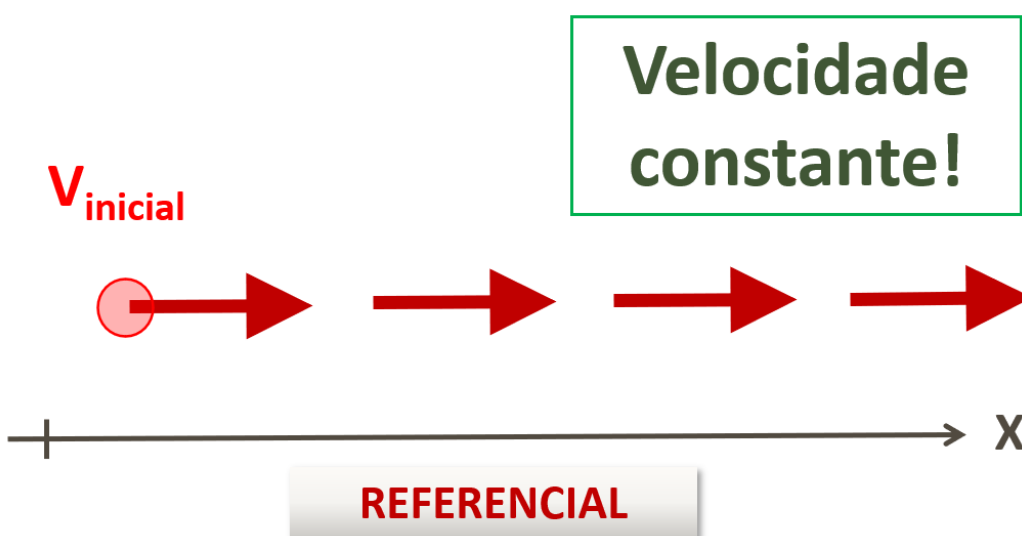 Velocidade
constante!
Vinicial
X
REFERENCIAL